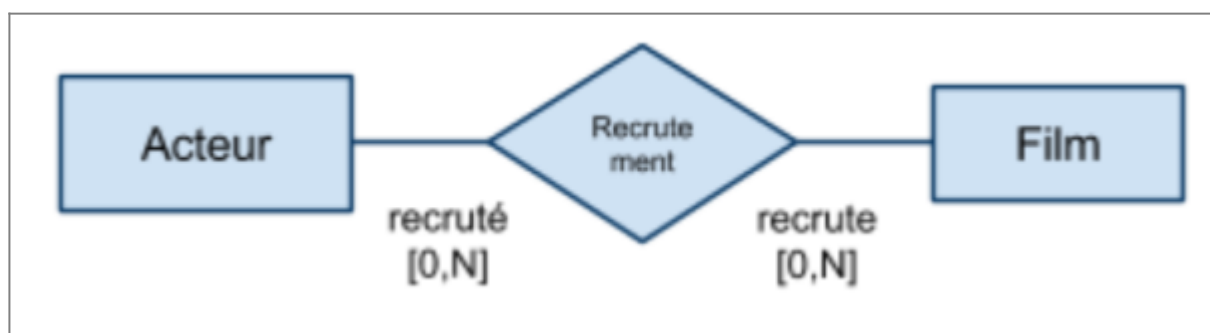 Acteur
Recrute
ment
Film
recruté
[0,N]
recrute
[0,N]